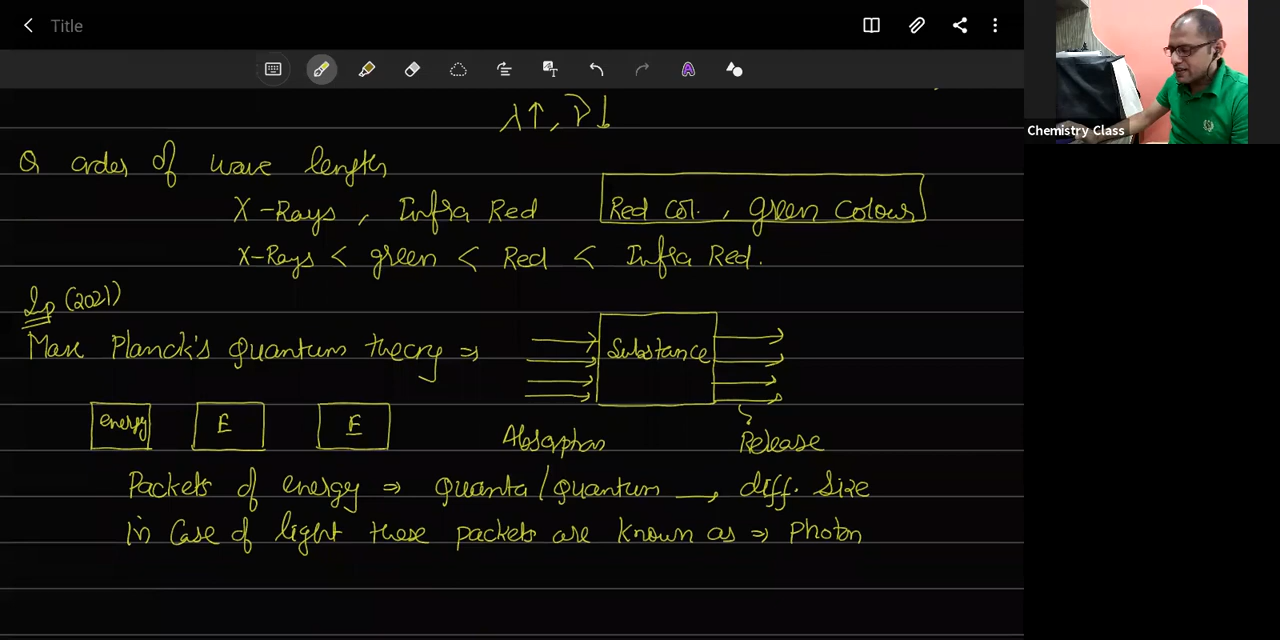 Title
Chemistry Class
λ↑, ν↓
Q order of wave length
X-Rays, Infra Red Red Col., green Colour
X-Rays < green < Red < Infra Red.
Imp (2021)
Max Planck's quantum theory ⇒
Substance
energy E E
Absorption Release
Packets of energy ⇒ quanta/quantum → diff. Size
in Case of light these packets are known as ⇒ Photon